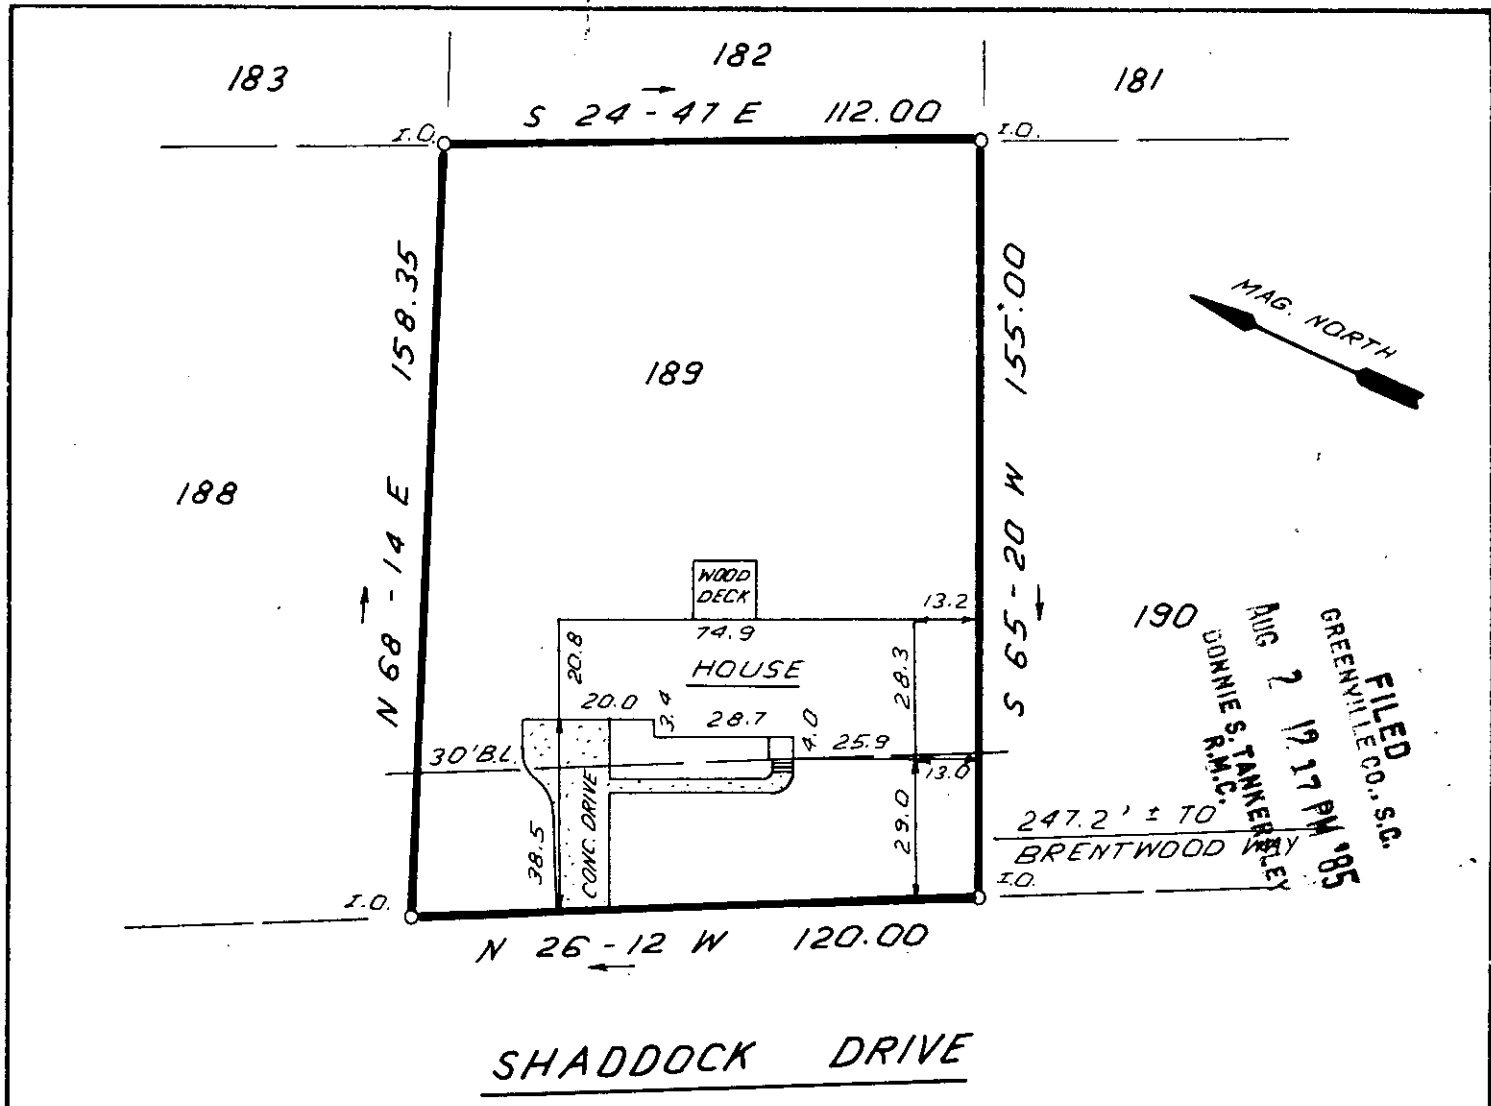 183
182
181
S 24-47 E 112.00
I.O.
I.O.
N 68-14 E 158.35
S 65-20 W 155.00
MAG. NORTH
189
188
190
WOOD
DECK
13.2
74.9
HOUSE
20.8
28.3
20.0
3.4
28.7
4.0
25.9
30' B.L.
13.0
CONC. DRIVE
38.5
29.0
247.2' ± TO
BRENTWOOD WAY
I.O.
I.O.
N 26-12 W 120.00
SHADDOCK DRIVE
FILED
GREENVILLE CO., S.C.
AUG 2 12 17 PM '85
DONNIE S. TANKERSLEY
R.M.C.